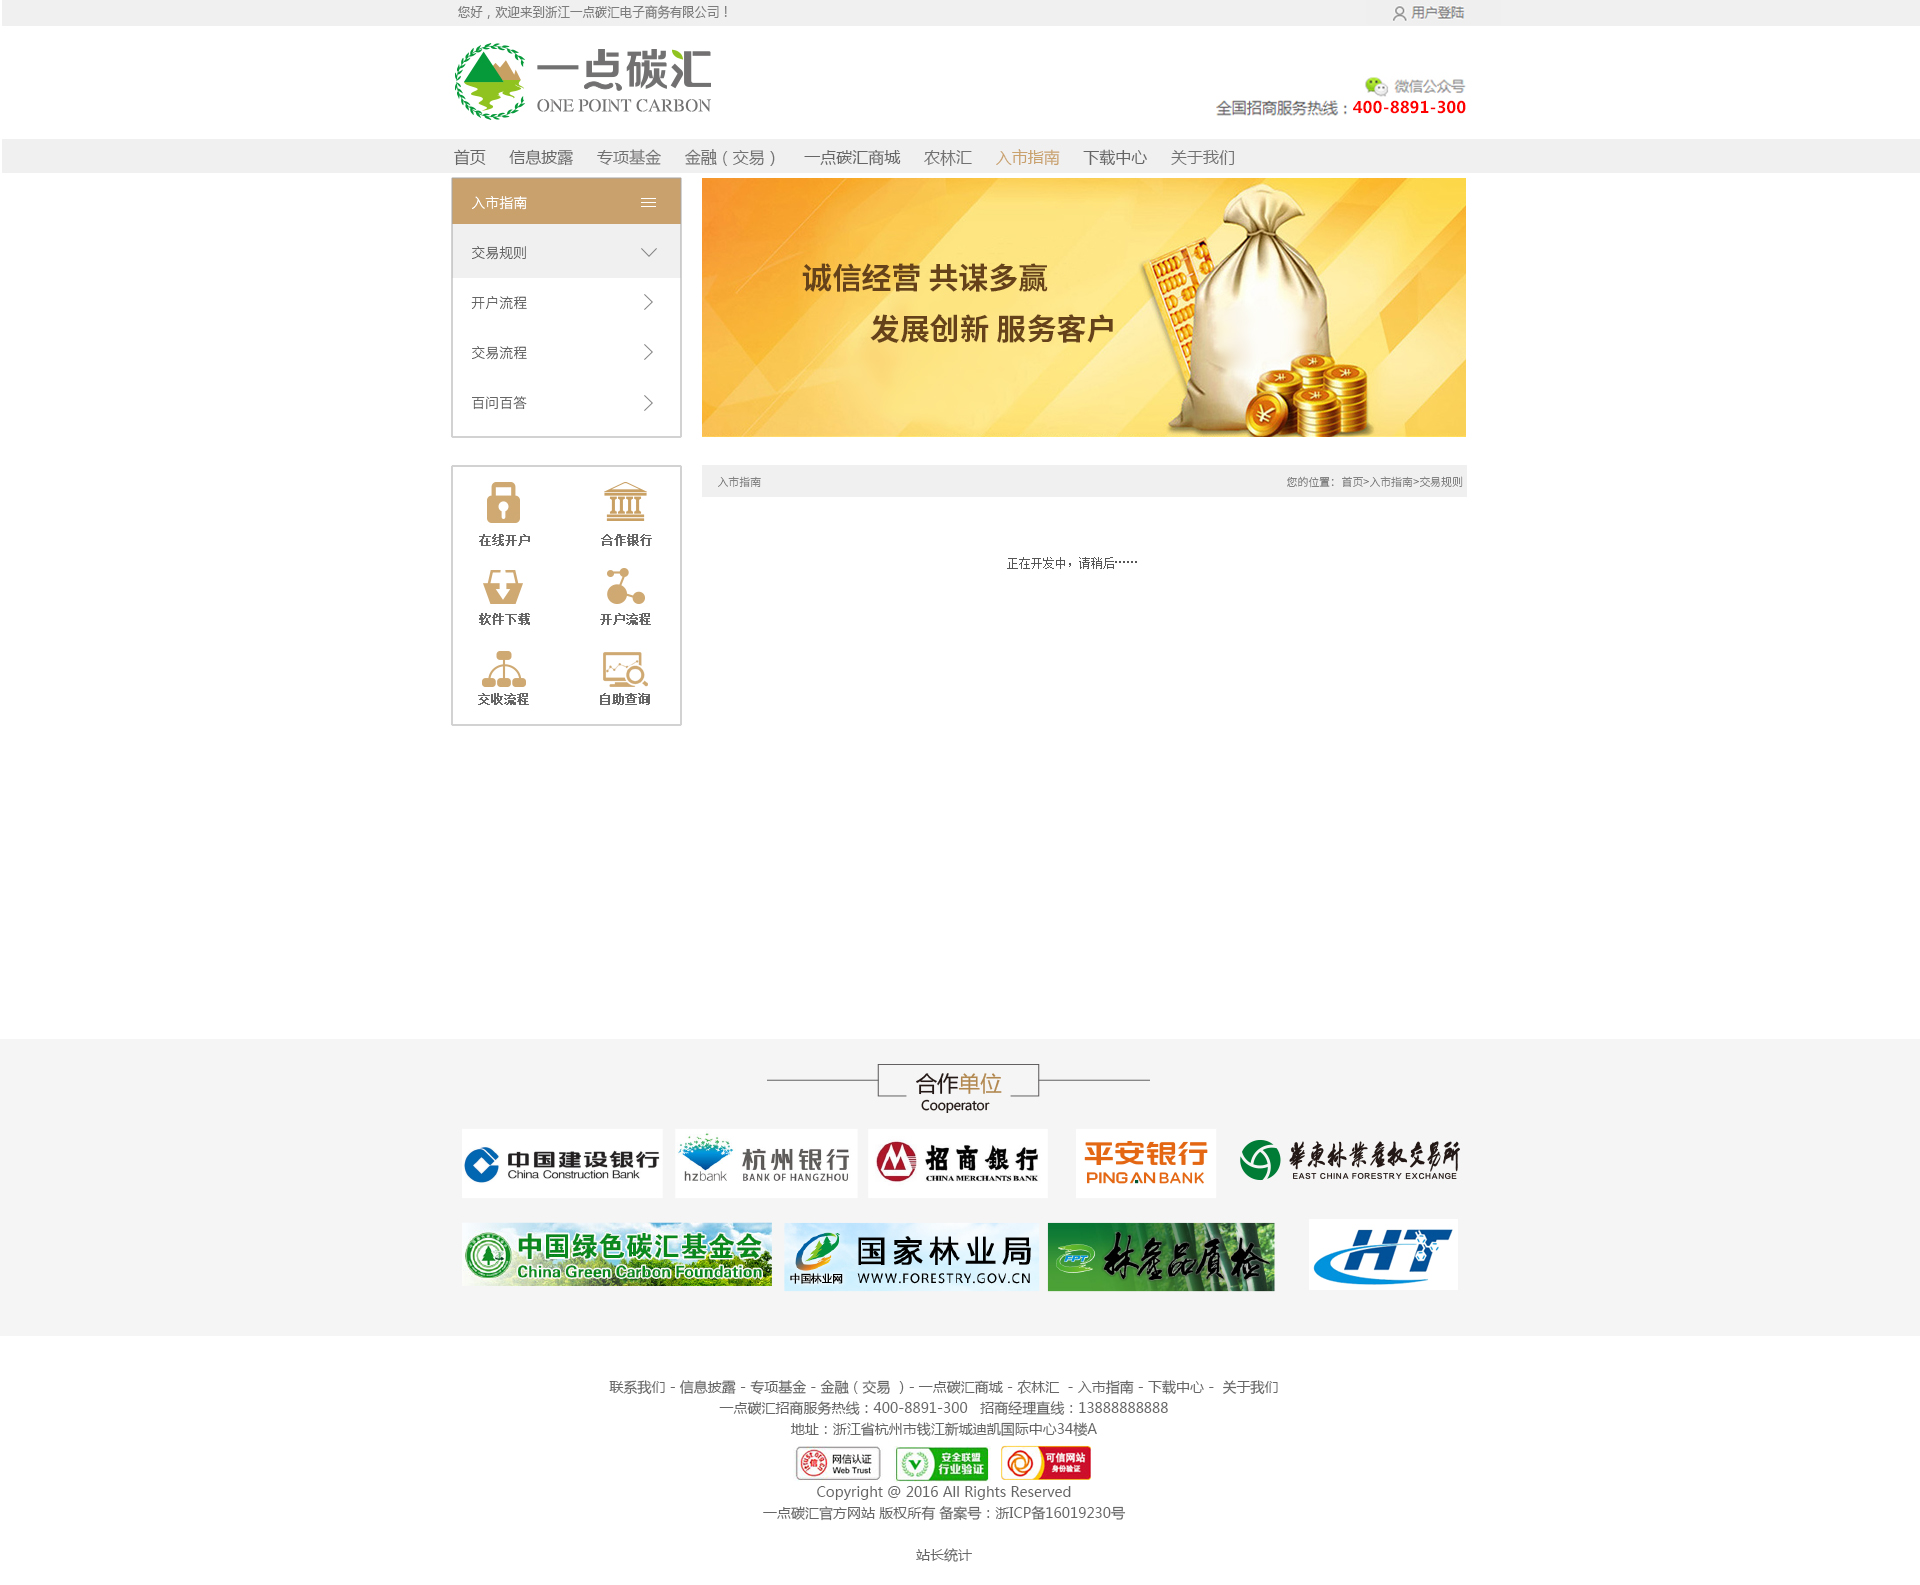 您好，欢迎来到浙江一点碳汇电子商务有限公司！
用户登陆
一点碳汇
ONE POINT CARBON
微信公众号
全国招商服务热线：400-8891-300
首页 信息披露 专项基金 金融（交易） 一点碳汇商城 农林汇 入市指南 下载中心 关于我们
入市指南
交易规则
开户流程
交易流程
百问百答
诚信经营 共谋多赢
发展创新 服务客户
在线开户 合作银行
软件下载 开户流程
交收流程 自助查询
入市指南
您的位置：首页>入市指南>交易规则
正在开发中，请稍后……
合作单位
Cooperator
中国建设银行
China Construction Bank
hzbank
杭州银行
BANK OF HANGZHOU
招商银行
CHINA MERCHANTS BANK
平安银行
PING AN BANK
華東林業產权交易所
EAST CHINA FORESTRY EXCHANGE
中国绿色碳汇基金会
China Green Carbon Foundation
中国林业网
国家林业局
WWW.FORESTRY.GOV.CN
FPT
林产品质检
HT
联系我们 - 信息披露 - 专项基金 - 金融（交易 ）- 一点碳汇商城 - 农林汇 - 入市指南 - 下载中心 - 关于我们
一点碳汇招商服务热线：400-8891-300 招商经理直线：13888888888
地址：浙江省杭州市钱江新城迪凯国际中心34楼A
信
网信认证
Web Trust
安全联盟
行业验证
可信网站
身份验证
Copyright @ 2016 All Rights Reserved
一点碳汇官方网站 版权所有 备案号：浙ICP备16019230号
站长统计